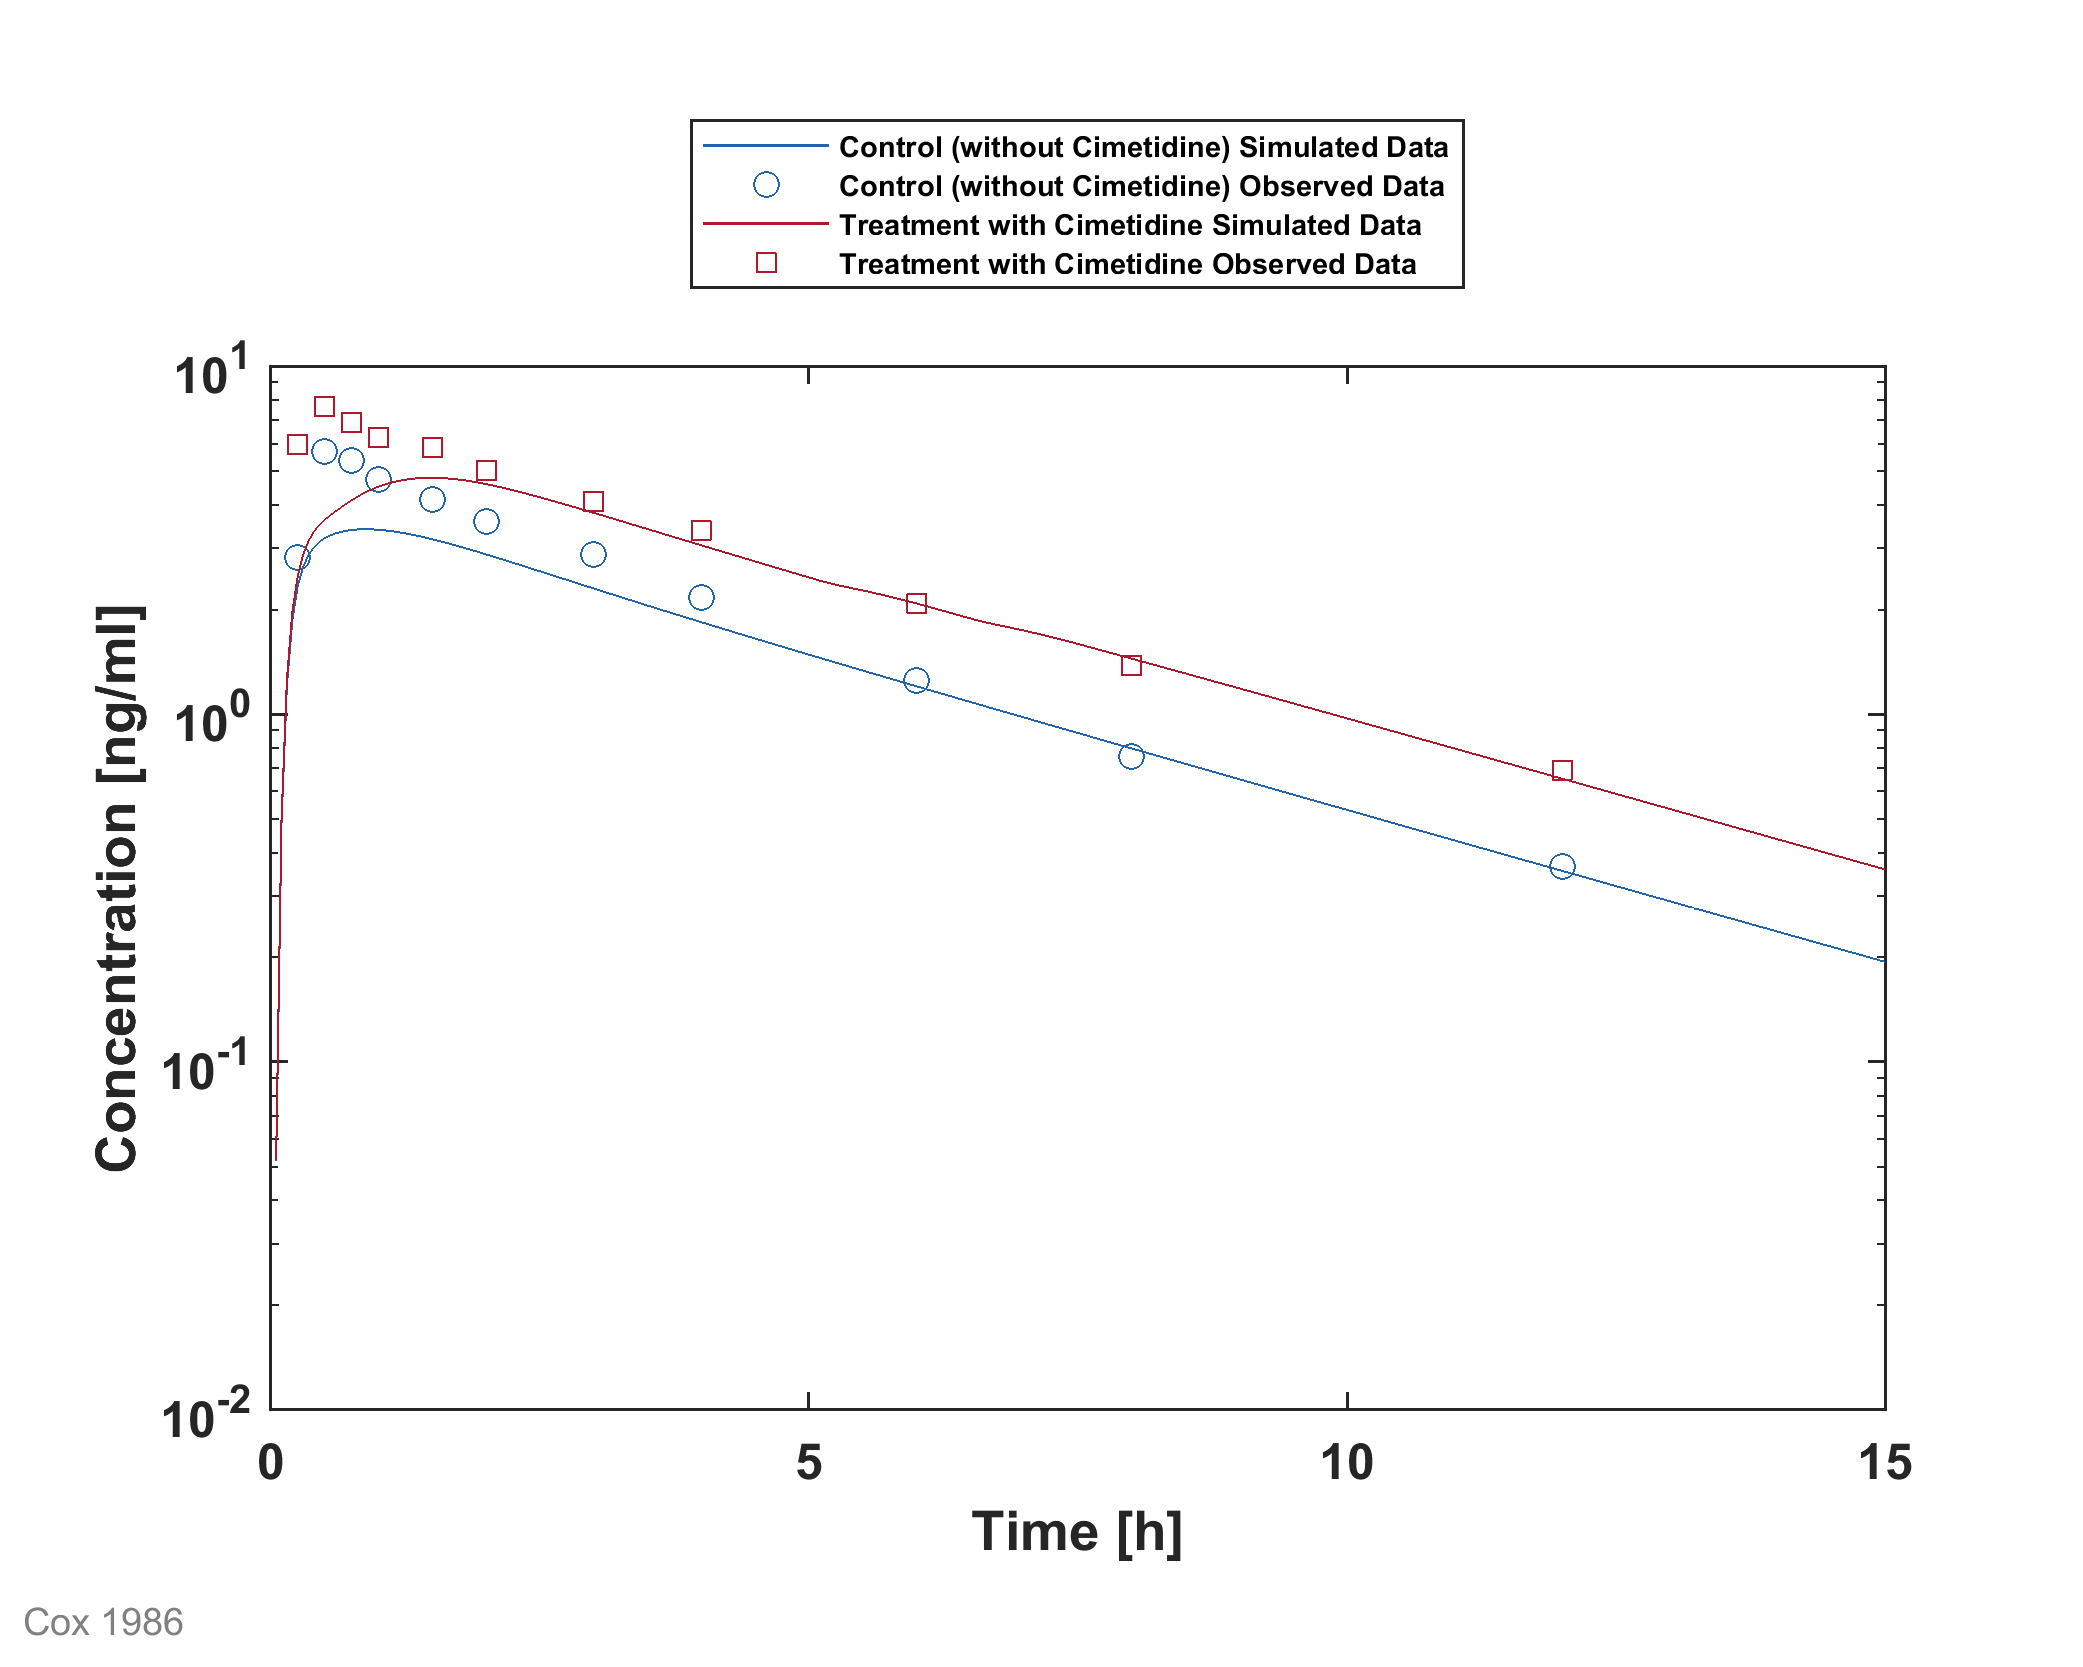 Control (without Cimetidine) Simulated Data
Control (without Cimetidine) Observed Data
Treatment with Cimetidine Simulated Data
Treatment with Cimetidine Observed Data
10^1
10^0
10^-1
10^-2
Concentration [ng/ml]
0 5 10 15
Time [h]
Cox 1986